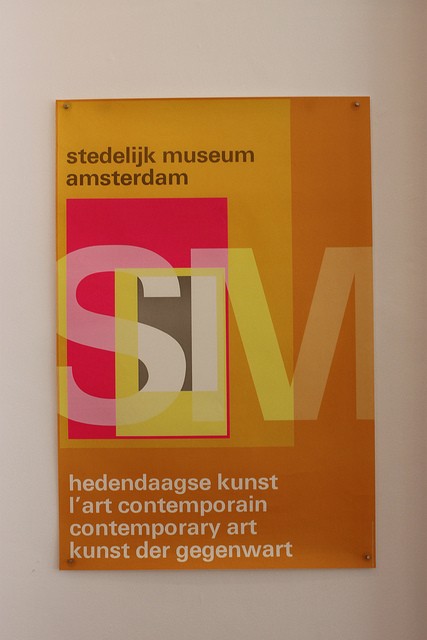 stedelijk museum
amsterdam
SM
hedendaagse kunst
l'art contemporain
contemporary art
kunst der gegenwart